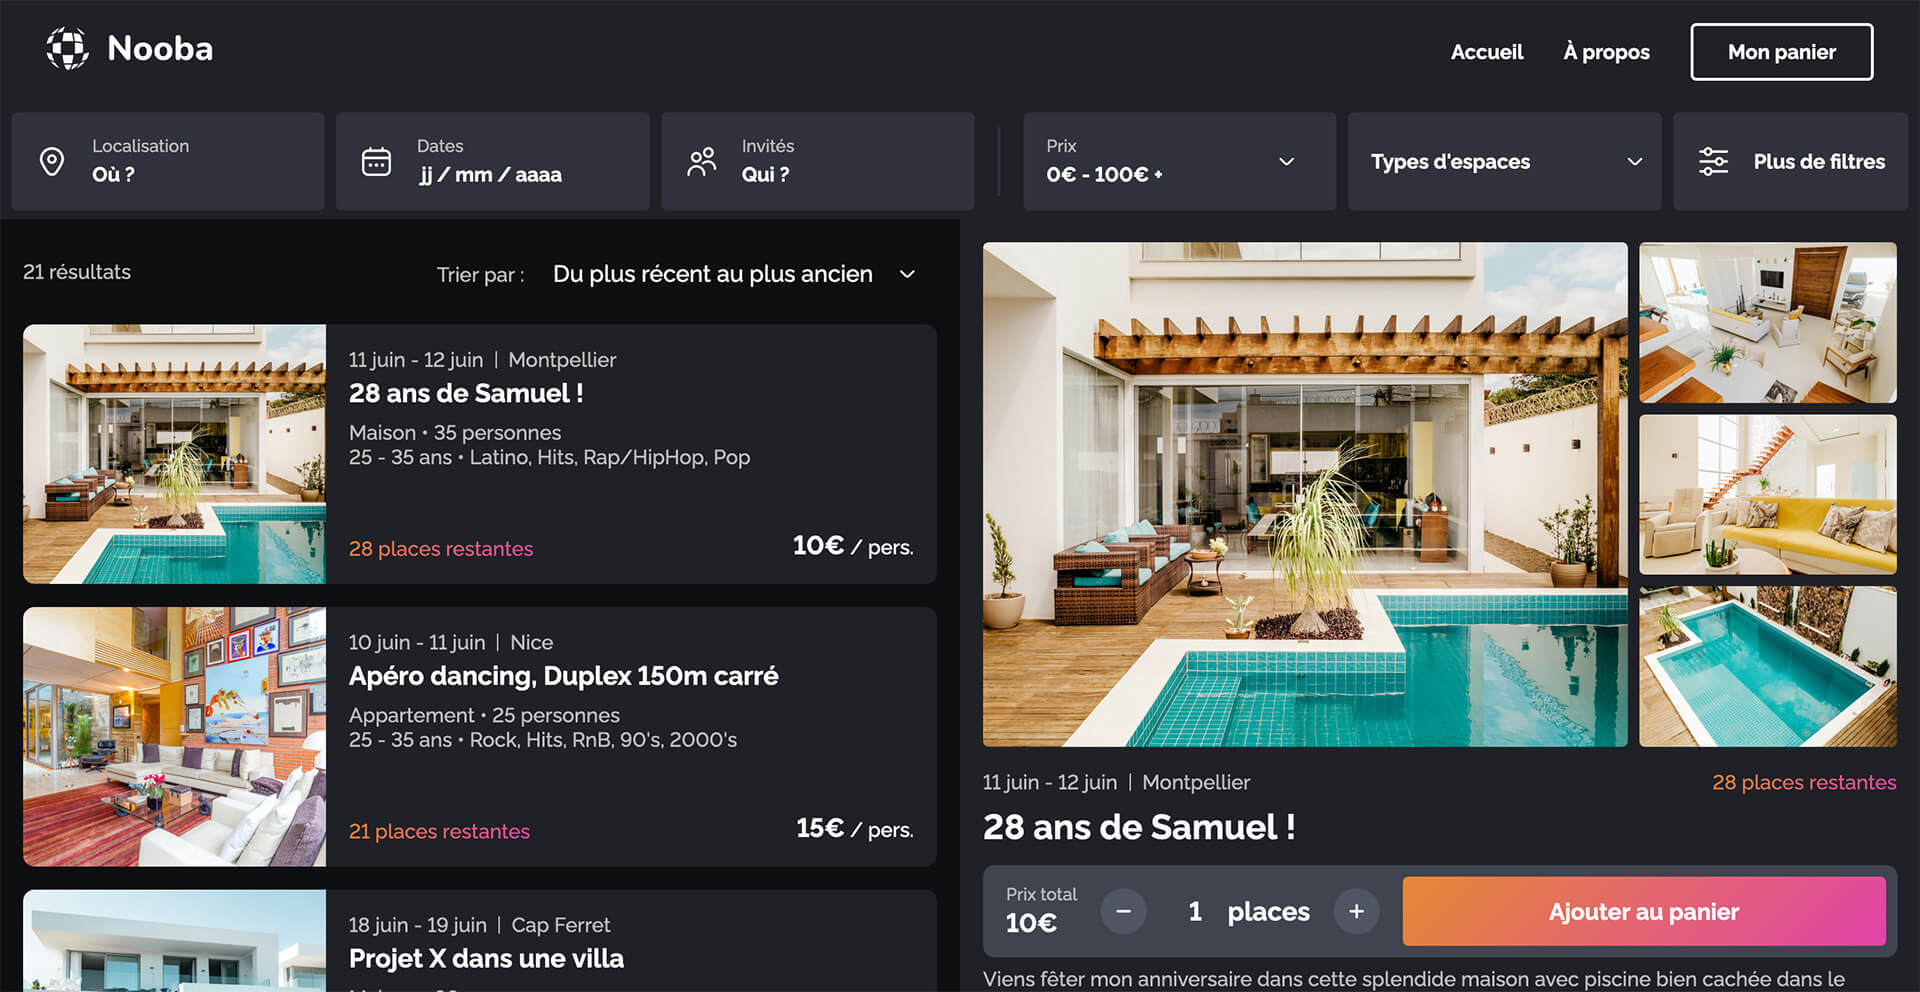 Nooba
Accueil
À propos
Mon panier
Localisation
Où ?
Dates
jj / mm / aaaa
Invités
Qui ?
Prix
0€ - 100€ +
Types d'espaces
Plus de filtres
21 résultats
Trier par :
Du plus récent au plus ancien
11 juin - 12 juin | Montpellier
28 ans de Samuel !
Maison • 35 personnes
25 - 35 ans • Latino, Hits, Rap/HipHop, Pop
28 places restantes
10€ / pers.
10 juin - 11 juin | Nice
Apéro dancing, Duplex 150m carré
Appartement • 25 personnes
25 - 35 ans • Rock, Hits, RnB, 90's, 2000's
21 places restantes
15€ / pers.
18 juin - 19 juin | Cap Ferret
Projet X dans une villa
11 juin - 12 juin | Montpellier
28 places restantes
28 ans de Samuel !
Prix total
10€
−
1 places
+
Ajouter au panier
Viens fêter mon anniversaire dans cette splendide maison avec piscine bien cachée dans le